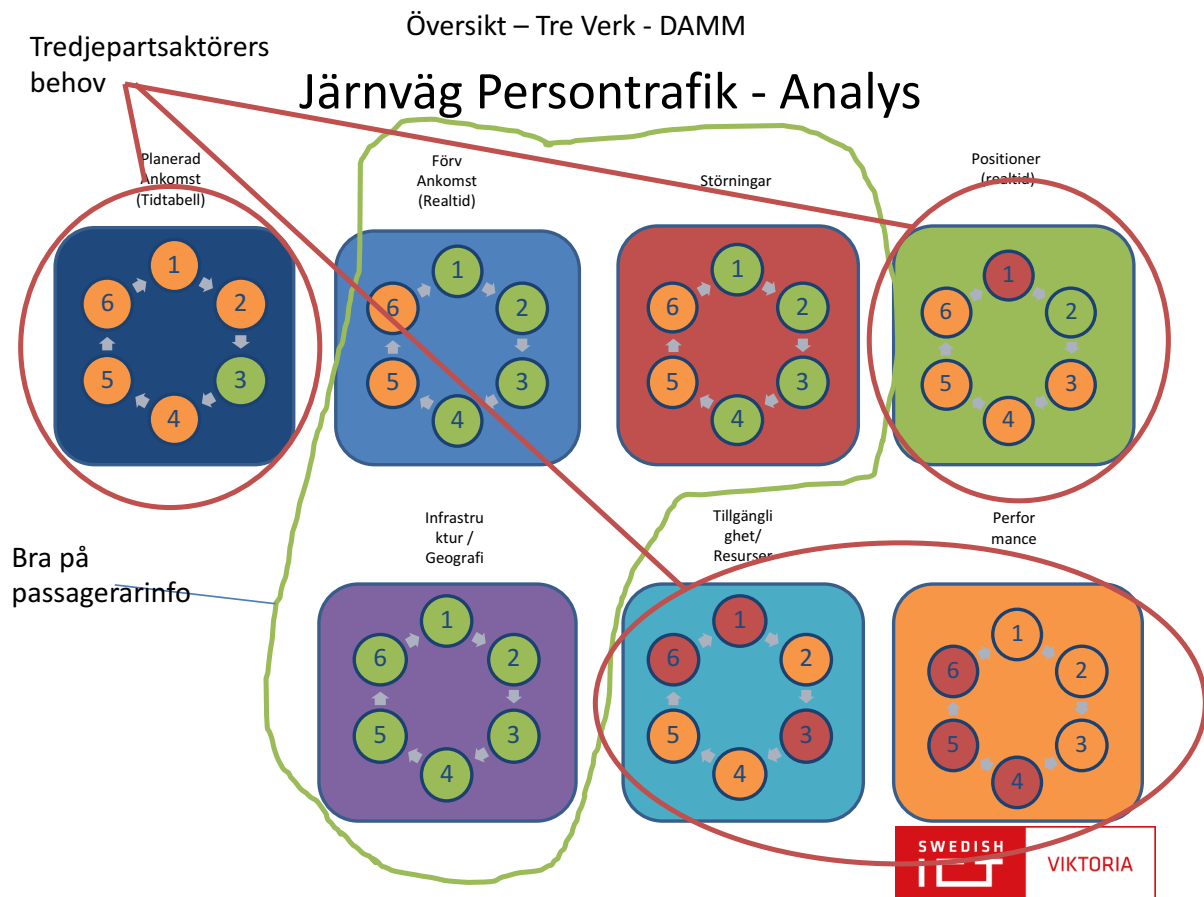 Översikt – Tre Verk - DAMM
Tredjepartsaktörers
behov
Järnväg Persontrafik - Analys
Planerad
Ankomst
(Tidtabell)
1
2
3
4
5
6
Förv
Ankomst
(Realtid)
1
2
3
4
5
6
Störningar
1
2
3
4
5
6
Positioner
(realtid)
1
2
3
4
5
6
Bra på
passagerarinfo
Infrastru
ktur /
Geografi
1
2
3
4
5
6
Tillgängli
ghet/
Resurser
1
2
3
4
5
6
Perfor
mance
1
2
3
4
5
6
SWEDISH
ICT
VIKTORIA